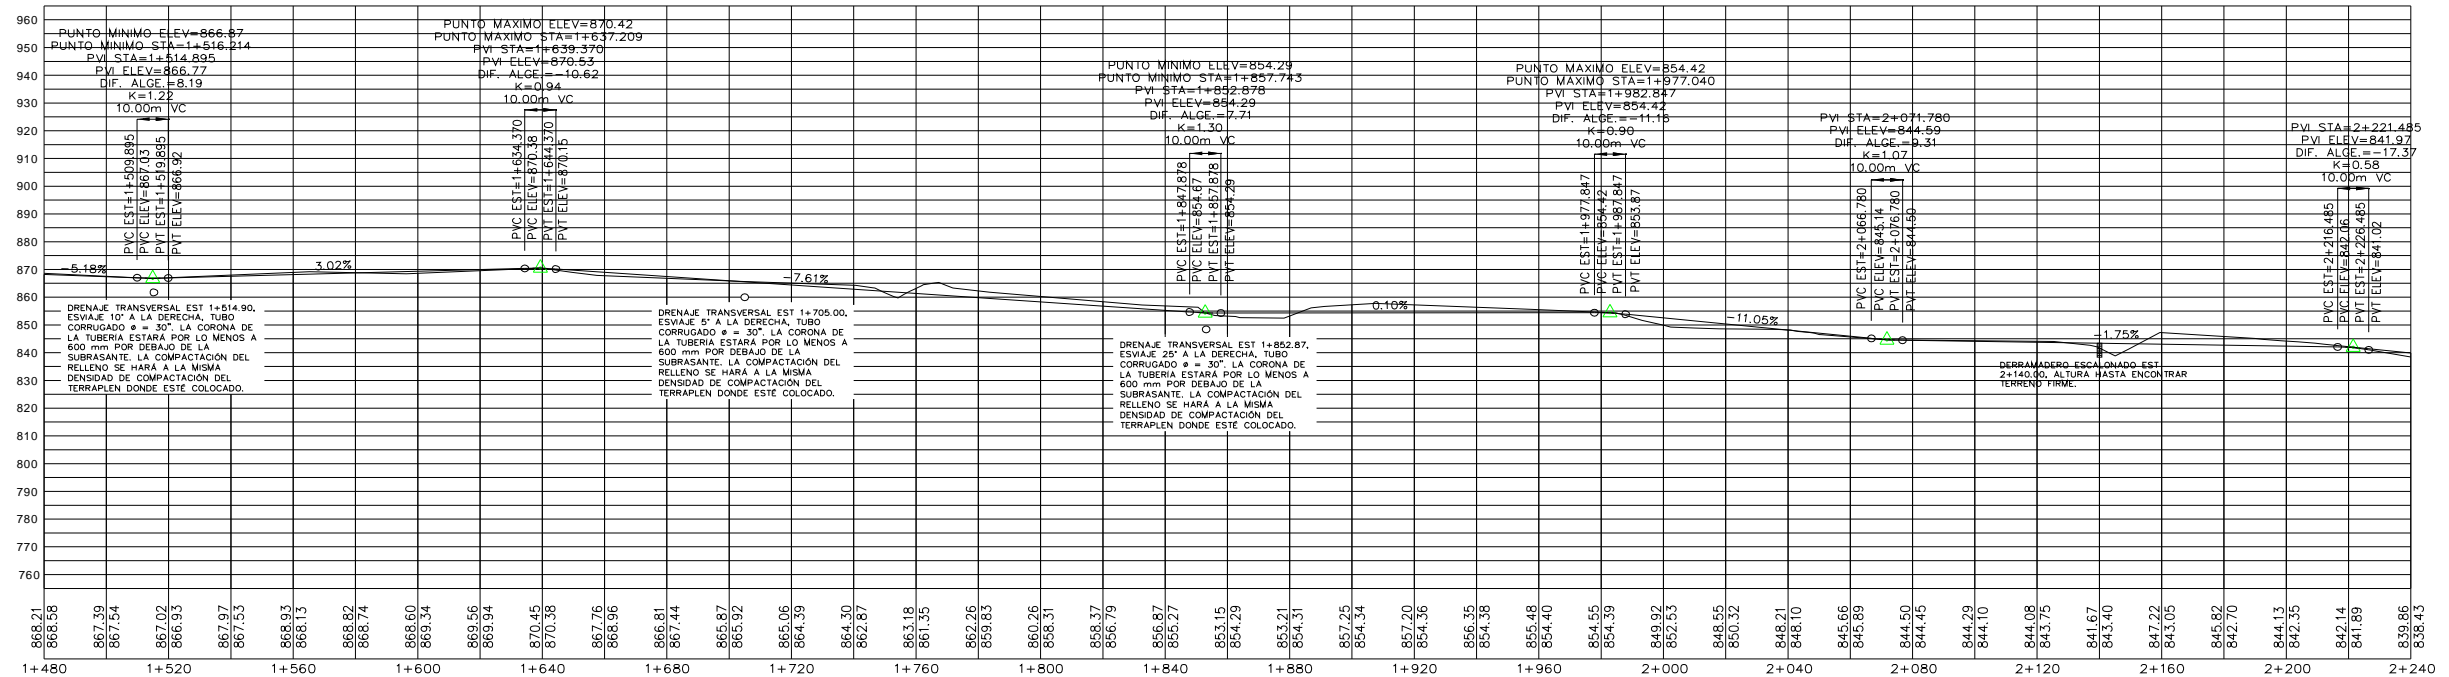 960
950
940
930
920
910
900
890
880
870
860
850
840
830
820
810
800
790
780
770
760
PUNTO MINIMO ELEV=866.87
PUNTO MINIMO STA=1+516.214
PVI STA=1+514.895
PVI ELEV=866.77
DIF. ALGE.=8.19
K=1.22
10.00m VC
PVC EST=1+509.895
PVC ELEV=867.03
PVT EST=1+519.895
PVT ELEV=866.92
PUNTO MAXIMO ELEV=870.42
PUNTO MAXIMO STA=1+637.209
PVI STA=1+639.370
PVI ELEV=870.53
DIF. ALGE.=-10.62
K=0.94
10.00m VC
PVC EST=1+634.370
PVC ELEV=870.38
PVT EST=1+644.370
PVT ELEV=870.15
PUNTO MINIMO ELEV=854.29
PUNTO MINIMO STA=1+857.743
PVI STA=1+852.878
PVI ELEV=854.29
DIF. ALGE.=7.71
K=1.30
10.00m VC
PVC EST=1+847.878
PVC ELEV=854.67
PVT EST=1+857.878
PVT ELEV=854.29
PUNTO MAXIMO ELEV=854.42
PUNTO MAXIMO STA=1+977.040
PVI STA=1+982.847
PVI ELEV=854.42
DIF. ALGE.=-11.16
K=0.90
10.00m VC
PVC EST=1+977.847
PVC ELEV=854.42
PVT EST=1+987.847
PVT ELEV=853.87
PVI STA=2+071.780
PVI ELEV=844.59
DIF. ALGE.=9.31
K=1.07
10.00m VC
PVC EST=2+066.780
PVC ELEV=845.14
PVT EST=2+076.780
PVT ELEV=844.50
PVI STA=2+221.485
PVI ELEV=841.97
DIF. ALGE.=-17.37
K=0.58
10.00m VC
PVC EST=2+216.485
PVC ELEV=842.06
PVT EST=2+226.485
PVT ELEV=841.02
-5.18%
3.02%
-7.61%
0.10%
-11.05%
-1.75%
DRENAJE TRANSVERSAL EST 1+514.90,
ESVIAJE 10° A LA DERECHA, TUBO
CORRUGADO ø = 30". LA CORONA DE
LA TUBERIA ESTARÁ POR LO MENOS A
600 mm POR DEBAJO DE LA
SUBRASANTE. LA COMPACTACIÓN DEL
RELLENO SE HARÁ A LA MISMA
DENSIDAD DE COMPACTACIÓN DEL
TERRAPLEN DONDE ESTÉ COLOCADO.
DRENAJE TRANSVERSAL EST 1+705.00,
ESVIAJE 5° A LA DERECHA, TUBO
CORRUGADO ø = 30". LA CORONA DE
LA TUBERIA ESTARÁ POR LO MENOS A
600 mm POR DEBAJO DE LA
SUBRASANTE. LA COMPACTACIÓN DEL
RELLENO SE HARÁ A LA MISMA
DENSIDAD DE COMPACTACIÓN DEL
TERRAPLEN DONDE ESTÉ COLOCADO.
DRENAJE TRANSVERSAL EST 1+852.87,
ESVIAJE 25° A LA DERECHA, TUBO
CORRUGADO ø = 30". LA CORONA DE
LA TUBERIA ESTARÁ POR LO MENOS A
600 mm POR DEBAJO DE LA
SUBRASANTE. LA COMPACTACIÓN DEL
RELLENO SE HARÁ A LA MISMA
DENSIDAD DE COMPACTACIÓN DEL
TERRAPLEN DONDE ESTÉ COLOCADO.
DERRAMADERO ESCALONADO EST
2+140.00, ALTURA HASTA ENCONTRAR
TERRENO FIRME.
868.21
868.58
867.39
867.54
867.02
866.93
867.97
867.53
868.93
868.13
868.82
868.74
868.60
869.34
869.56
869.94
870.45
870.38
867.76
868.96
866.81
867.44
865.87
865.92
865.06
864.39
864.30
862.87
863.18
861.35
862.26
859.83
860.26
858.31
858.37
856.79
856.87
855.27
853.15
854.29
853.21
854.31
857.25
854.34
857.20
854.36
856.35
854.38
855.48
854.40
854.55
854.39
849.92
852.53
848.55
850.32
848.21
848.10
845.66
845.89
844.50
844.45
844.29
844.10
844.08
843.75
841.67
843.40
847.22
843.05
845.82
842.70
844.13
842.35
842.14
841.89
839.86
838.43
1+480
1+520
1+560
1+600
1+640
1+680
1+720
1+760
1+800
1+840
1+880
1+920
1+960
2+000
2+040
2+080
2+120
2+160
2+200
2+240